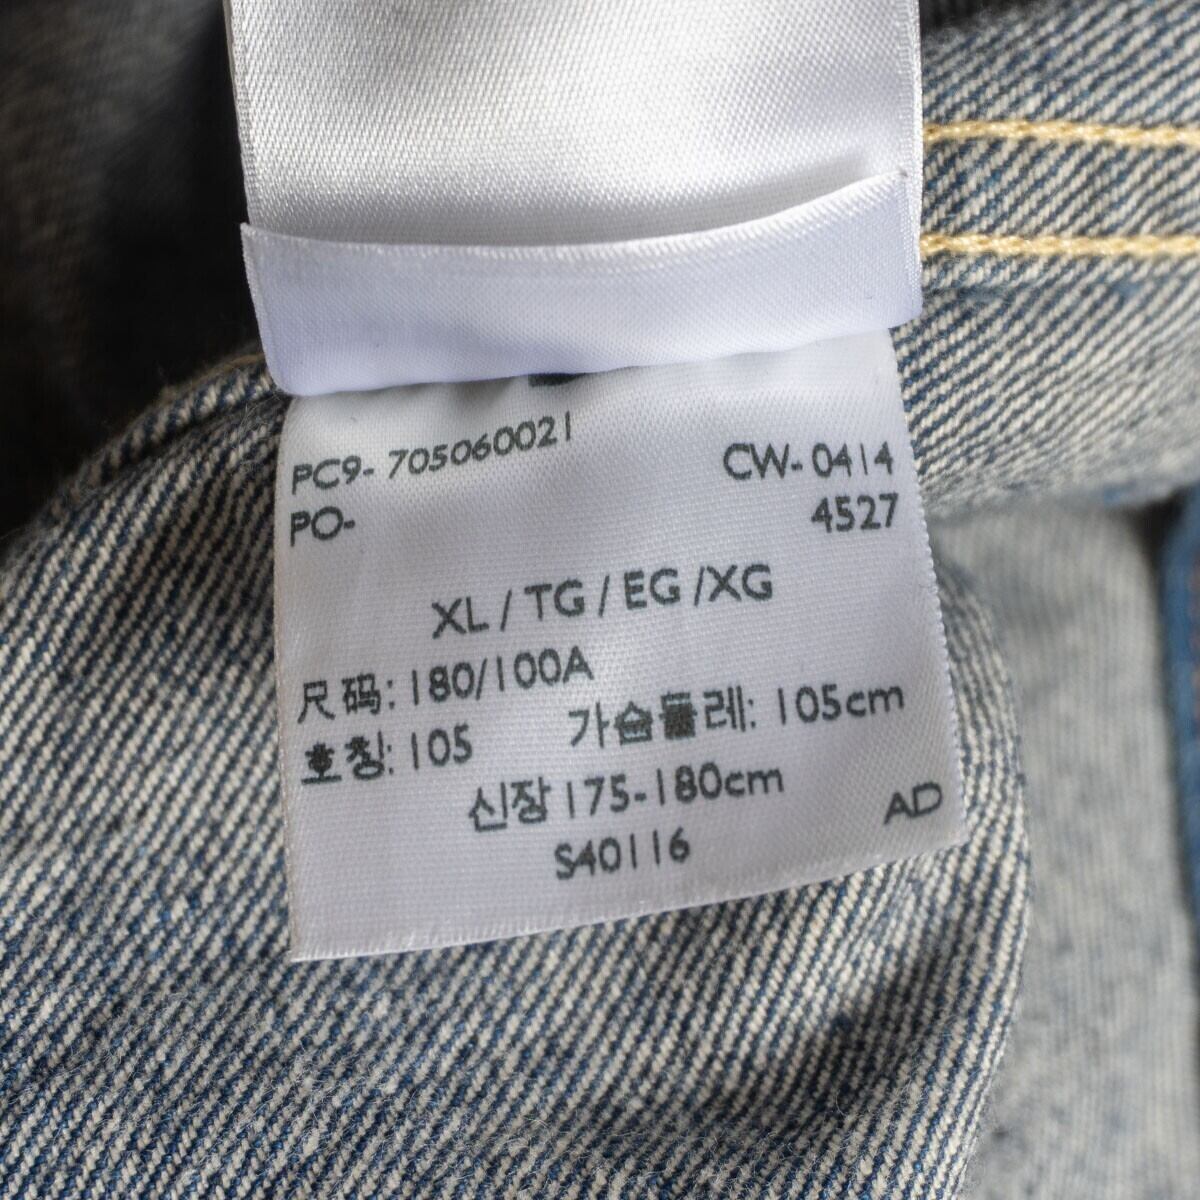 PC9- 705060021 CW- 0414
PO- 4527
XL / TG / EG /XG
尺码: 180/100A
호칭: 105 가슴둘레: 105cm
신장 175-180cm
S40116 AD